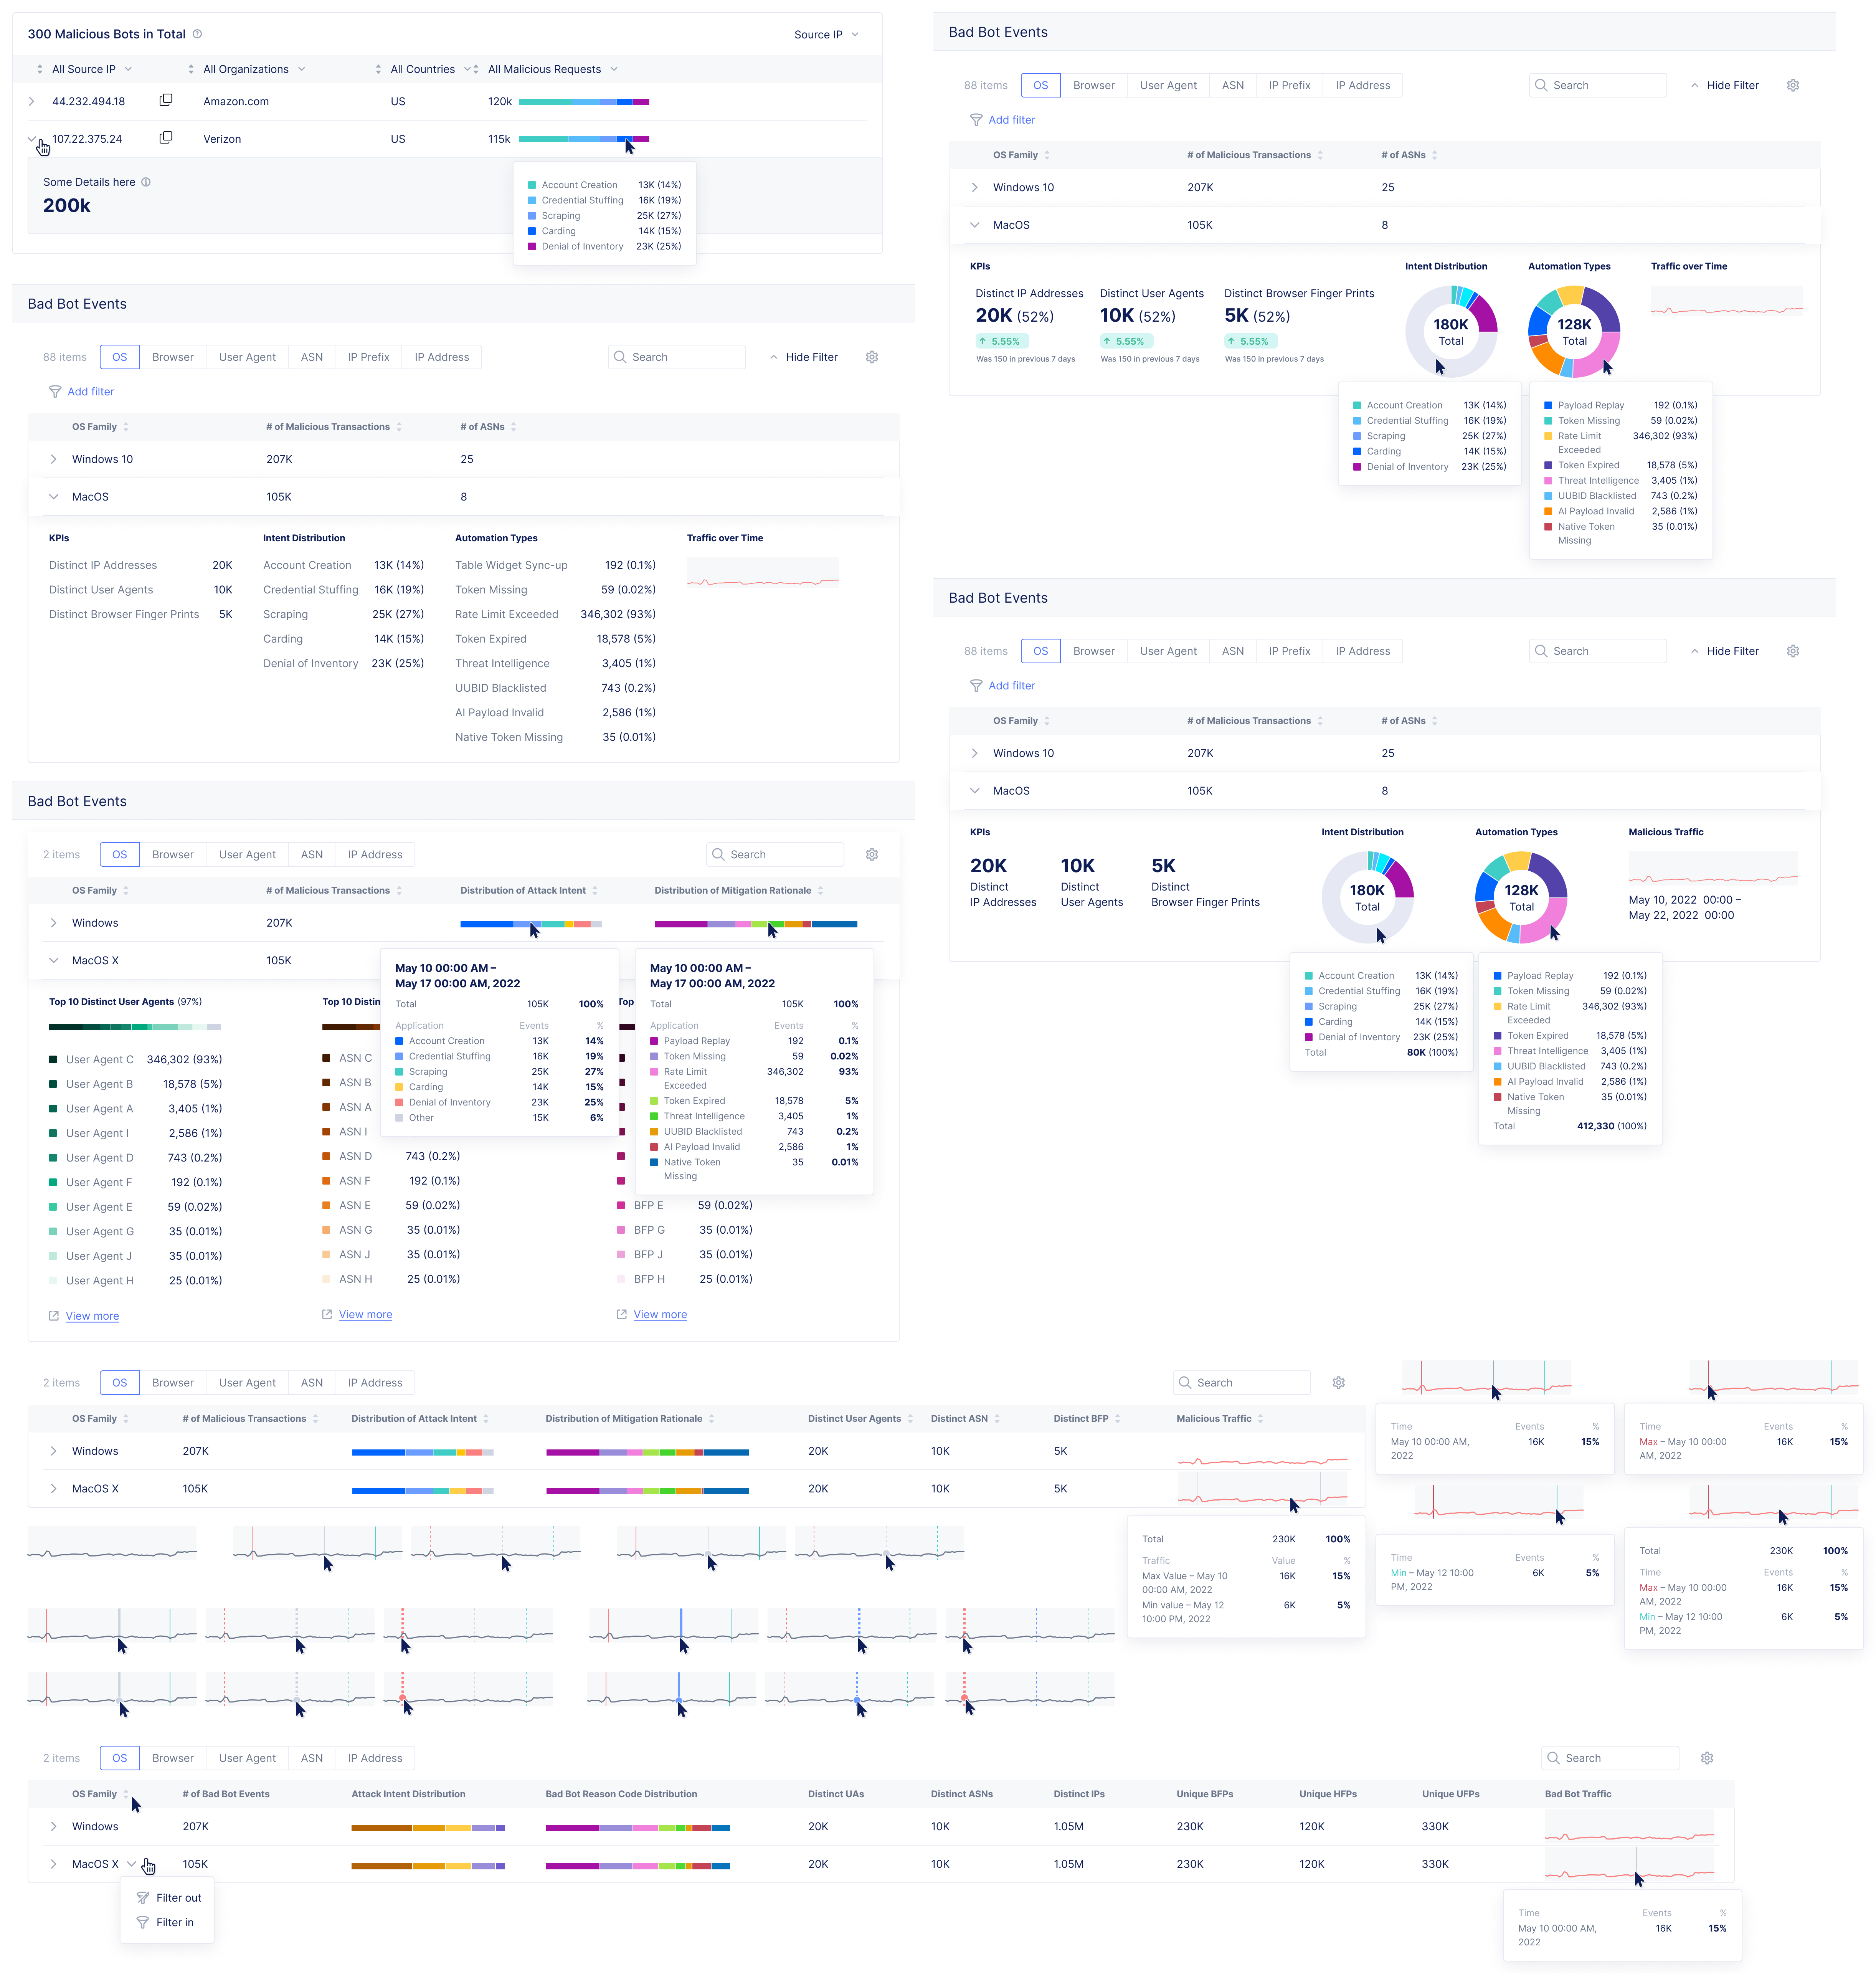 300 Malicious Bots in Total
Source IP
All Source IP All Organizations All Countries All Malicious Requests
44.232.494.18 Amazon.com US 120k
107.22.375.24 Verizon US 115k
Some Details here
200k
Account Creation 13K (14%)
Credential Stuffing 16K (19%)
Scraping 25K (27%)
Carding 14K (15%)
Denial of Inventory 23K (25%)
Bad Bot Events
88 items OS Browser User Agent ASN IP Prefix IP Address Search Hide Filter
Add filter
OS Family # of Malicious Transactions # of ASNs
Windows 10 207K 25
MacOS 105K 8
KPIs Intent Distribution Automation Types Traffic over Time
Distinct IP Addresses 20K Account Creation 13K (14%) Table Widget Sync-up 192 (0.1%)
Distinct User Agents 10K Credential Stuffing 16K (19%) Token Missing 59 (0.02%)
Distinct Browser Finger Prints 5K Scraping 25K (27%) Rate Limit Exceeded 346,302 (93%)
Carding 14K (15%) Token Expired 18,578 (5%)
Denial of Inventory 23K (25%) Threat Intelligence 3,405 (1%)
UUBID Blacklisted 743 (0.2%)
AI Payload Invalid 2,586 (1%)
Native Token Missing 35 (0.01%)
Bad Bot Events
2 items OS Browser User Agent ASN IP Address Search
OS Family # of Malicious Transactions Distribution of Attack Intent Distribution of Mitigation Rationale
Windows 207K
MacOS X 105K
May 10 00:00 AM –
May 17 00:00 AM, 2022
Total 105K 100%
Application Events %
Account Creation 13K 14%
Credential Stuffing 16K 19%
Scraping 25K 27%
Carding 14K 15%
Denial of Inventory 23K 25%
Other 15K 6%
May 10 00:00 AM –
May 17 00:00 AM, 2022
Total 105K 100%
Application Events %
Payload Replay 192 0.1%
Token Missing 59 0.02%
Rate Limit 346,302 93%
Exceeded
Token Expired 18,578 5%
Threat Intelligence 3,405 1%
UUBID Blacklisted 743 0.2%
AI Payload Invalid 2,586 1%
Native Token 35 0.01%
Missing
Top 10 Distinct User Agents (97%) Top 10 Distin Top
User Agent C 346,302 (93%) ASN C
User Agent B 18,578 (5%) ASN B
User Agent A 3,405 (1%) ASN A
User Agent I 2,586 (1%) ASN I
User Agent D 743 (0.2%) ASN D 743 (0.2%)
User Agent F 192 (0.1%) ASN F 192 (0.1%)
User Agent E 59 (0.02%) ASN E 59 (0.02%) BFP E 59 (0.02%)
User Agent G 35 (0.01%) ASN G 35 (0.01%) BFP G 35 (0.01%)
User Agent J 35 (0.01%) ASN J 35 (0.01%) BFP J 35 (0.01%)
User Agent H 25 (0.01%) ASN H 25 (0.01%) BFP H 25 (0.01%)
View more View more View more
Bad Bot Events
88 items OS Browser User Agent ASN IP Prefix IP Address Search Hide Filter
Add filter
OS Family # of Malicious Transactions # of ASNs
Windows 10 207K 25
MacOS 105K 8
KPIs Intent Distribution Automation Types Traffic over Time
Distinct IP Addresses Distinct User Agents Distinct Browser Finger Prints
20K (52%) 10K (52%) 5K (52%)
5.55% 5.55% 5.55%
Was 150 in previous 7 days Was 150 in previous 7 days Was 150 in previous 7 days
180K
Total
128K
Total
Account Creation 13K (14%)
Credential Stuffing 16K (19%)
Scraping 25K (27%)
Carding 14K (15%)
Denial of Inventory 23K (25%)
Payload Replay 192 (0.1%)
Token Missing 59 (0.02%)
Rate Limit 346,302 (93%)
Exceeded
Token Expired 18,578 (5%)
Threat Intelligence 3,405 (1%)
UUBID Blacklisted 743 (0.2%)
AI Payload Invalid 2,586 (1%)
Native Token 35 (0.01%)
Missing
Bad Bot Events
88 items OS Browser User Agent ASN IP Prefix IP Address Search Hide Filter
Add filter
OS Family # of Malicious Transactions # of ASNs
Windows 10 207K 25
MacOS 105K 8
KPIs Intent Distribution Automation Types Malicious Traffic
20K 10K 5K
Distinct Distinct Distinct
IP Addresses User Agents Browser Finger Prints
180K
Total
128K
Total
May 10, 2022 00:00 –
May 22, 2022 00:00
Account Creation 13K (14%)
Credential Stuffing 16K (19%)
Scraping 25K (27%)
Carding 14K (15%)
Denial of Inventory 23K (25%)
Total 80K (100%)
Payload Replay 192 (0.1%)
Token Missing 59 (0.02%)
Rate Limit 346,302 (93%)
Exceeded
Token Expired 18,578 (5%)
Threat Intelligence 3,405 (1%)
UUBID Blacklisted 743 (0.2%)
AI Payload Invalid 2,586 (1%)
Native Token 35 (0.01%)
Missing
Total 412,330 (100%)
2 items OS Browser User Agent ASN IP Address Search
OS Family # of Malicious Transactions Distribution of Attack Intent Distribution of Mitigation Rationale Distinct User Agents Distinct ASN Distinct BFP Malicious Traffic
Windows 207K 20K 10K 5K
MacOS X 105K 20K 10K 5K
Total 230K 100%
Traffic Value %
Max Value – May 10 16K 15%
00:00 AM, 2022
Min value – May 12 6K 5%
10:00 PM, 2022
Time Events %
May 10 00:00 AM, 16K 15%
2022
Time Events %
Max – May 10 00:00 16K 15%
AM, 2022
Time Events %
Min – May 12 10:00 6K 5%
PM, 2022
Total 230K 100%
Time Events %
Max – May 10 00:00 16K 15%
AM, 2022
Min – May 12 10:00 6K 5%
PM, 2022
2 items OS Browser User Agent ASN IP Address Search
OS Family # of Bad Bot Events Attack Intent Distribution Bad Bot Reason Code Distribution Distinct UAs Distinct ASNs Distinct IPs Unique BFPs Unique HFPs Unique UFPs Bad Bot Traffic
Windows 207K 20K 10K 1.05M 230K 120K 330K
MacOS X 105K 20K 10K 1.05M 230K 120K 330K
Filter out
Filter in
Time Events %
May 10 00:00 AM, 16K 15%
2022